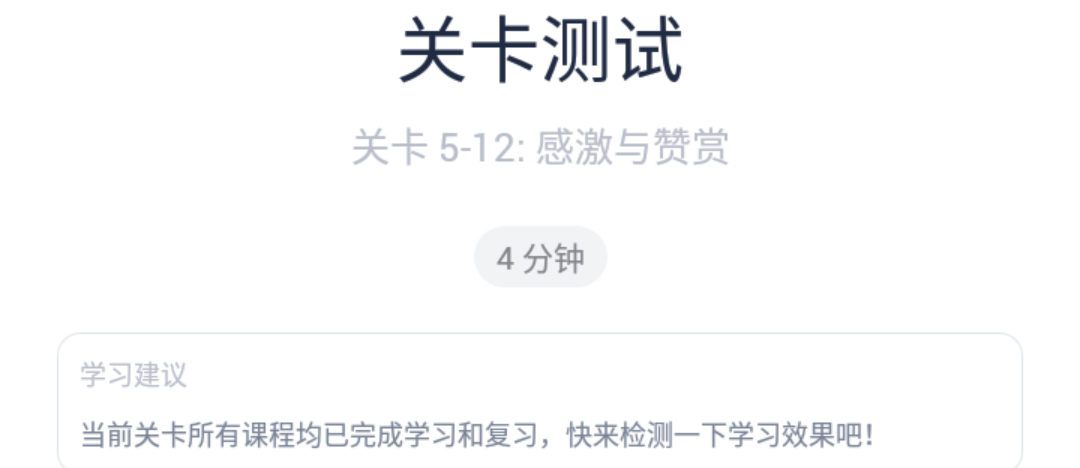 关卡测试
关卡 5-12: 感激与赞赏
4 分钟
学习建议
当前关卡所有课程均已完成学习和复习，快来检测一下学习效果吧！